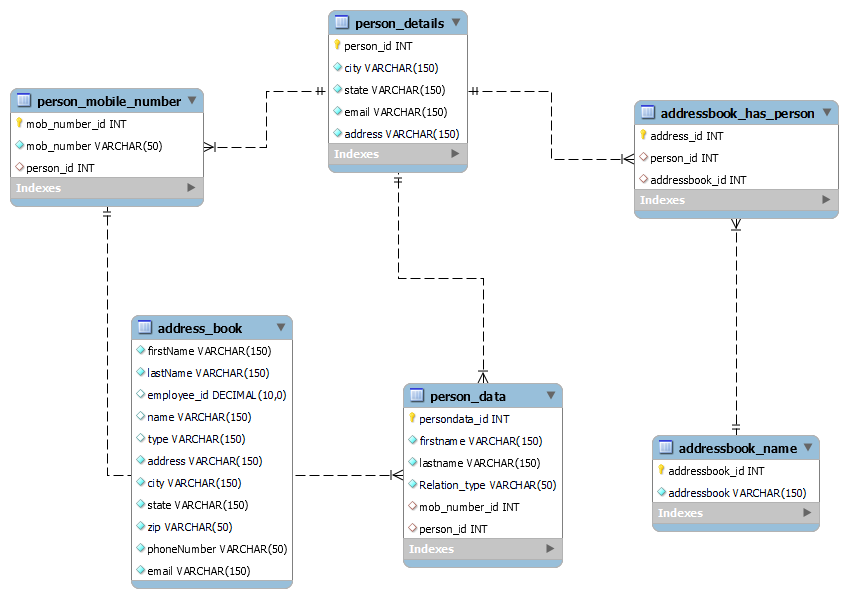 person_details
person_id INT
city VARCHAR(150)
state VARCHAR(150)
email VARCHAR(150)
address VARCHAR(150)
Indexes
person_mobile_number
mob_number_id INT
mob_number VARCHAR(50)
person_id INT
Indexes
addressbook_has_person
address_id INT
person_id INT
addressbook_id INT
Indexes
address_book
firstName VARCHAR(150)
lastName VARCHAR(150)
employee_id DECIMAL(10,0)
name VARCHAR(150)
type VARCHAR(150)
address VARCHAR(150)
city VARCHAR(150)
state VARCHAR(150)
zip VARCHAR(50)
phoneNumber VARCHAR(50)
email VARCHAR(150)
person_data
persondata_id INT
firstname VARCHAR(150)
lastname VARCHAR(150)
Relation_type VARCHAR(50)
mob_number_id INT
person_id INT
Indexes
addressbook_name
addressbook_id INT
addressbook VARCHAR(150)
Indexes